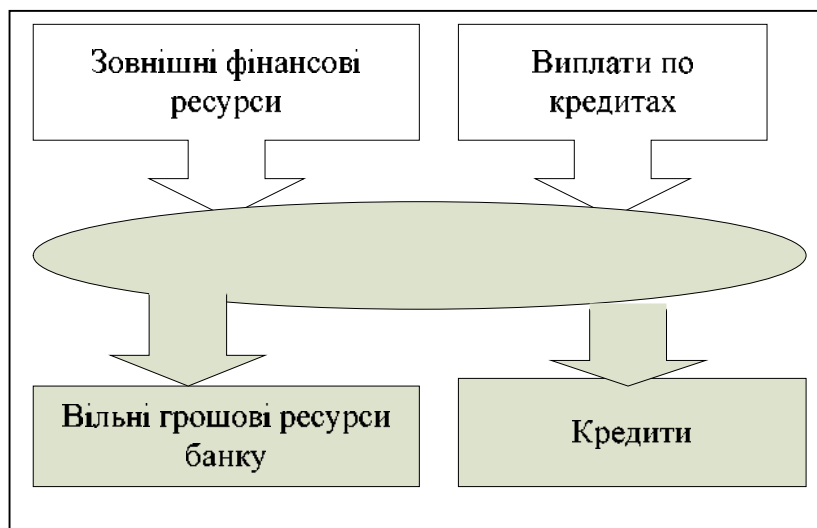 Зовнішні фінансові
ресурси
Виплати по
кредитах
Вільні грошові ресурси
банку
Кредити